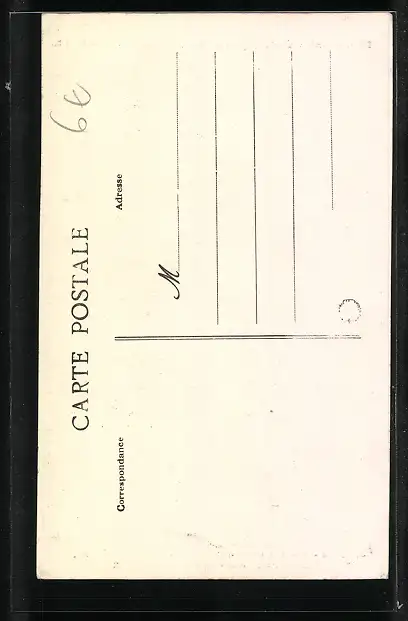 6€
CARTE POSTALE
Correspondance
Adresse
M